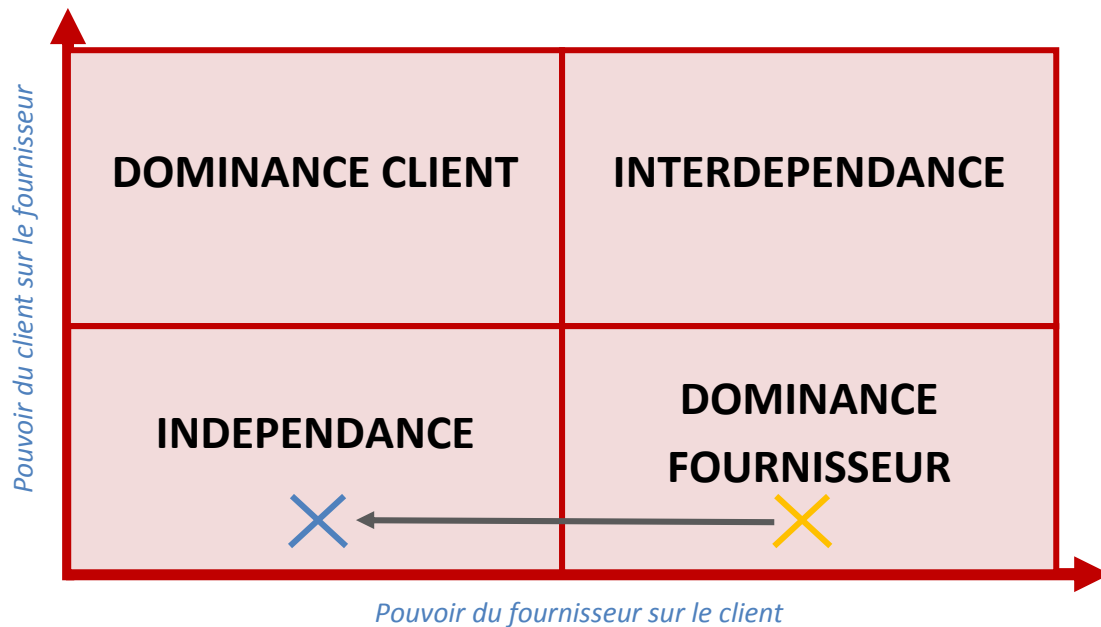 Pouvoir du client sur le fournisseur
DOMINANCE CLIENT
INTERDEPENDANCE
INDEPENDANCE
DOMINANCE
FOURNISSEUR
Pouvoir du fournisseur sur le client